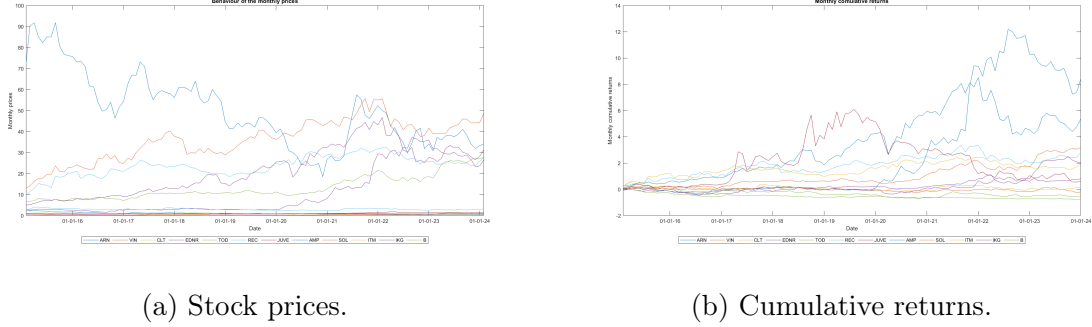 Behaviour of the monthly prices
100
90
80
70
60
50
40
30
20
10
0
Monthly prices
01-01-16 01-01-17 01-01-18 01-01-19 01-01-20 01-01-21 01-01-22 01-01-23 01-01-24
Date
ARN VIN CLT EDNR TOD REC JUVE AMP SOL ITM IKG B
(a) Stock prices.
Monthly cumulative returns
14
12
10
8
6
4
2
0
-2
Monthly cumulative returns
01-01-16 01-01-17 01-01-18 01-01-19 01-01-20 01-01-21 01-01-22 01-01-23 01-01-24
Date
ARN VIN CLT EDNR TOD REC JUVE AMP SOL ITM IKG B
(b) Cumulative returns.